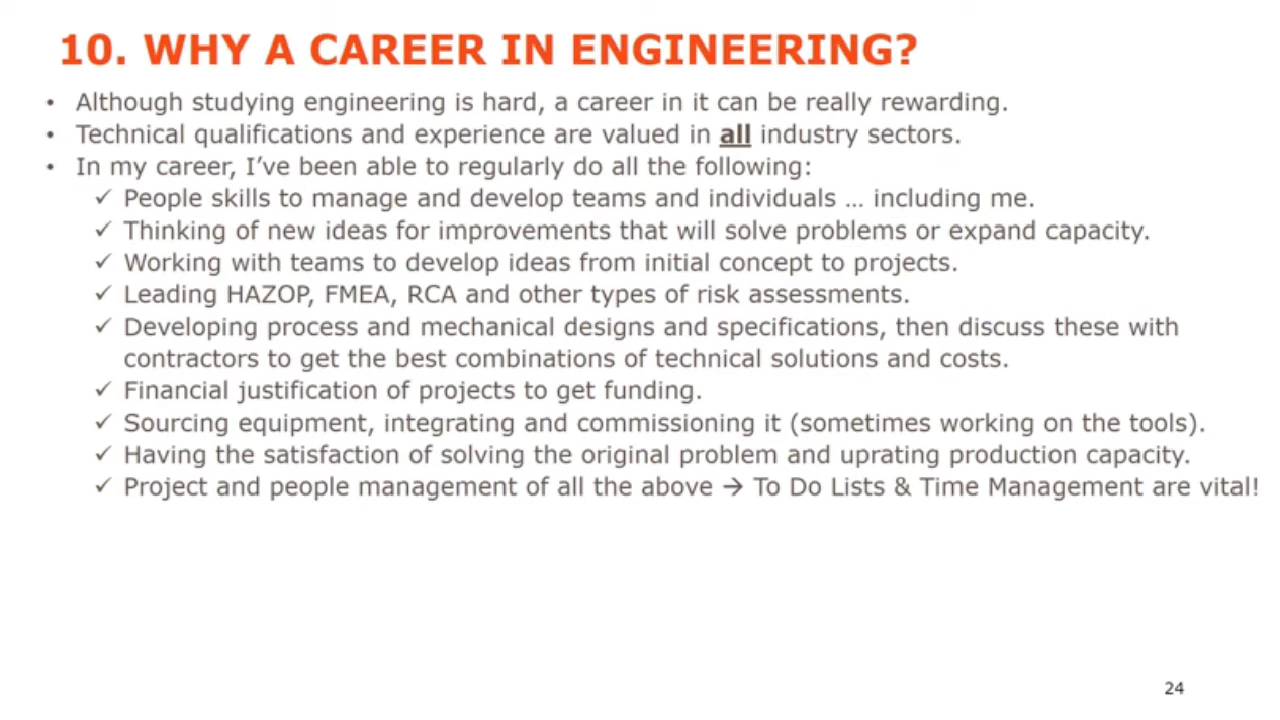 10. WHY A CAREER IN ENGINEERING?
• Although studying engineering is hard, a career in it can be really rewarding.
• Technical qualifications and experience are valued in all industry sectors.
• In my career, I’ve been able to regularly do all the following:
✓ People skills to manage and develop teams and individuals … including me.
✓ Thinking of new ideas for improvements that will solve problems or expand capacity.
✓ Working with teams to develop ideas from initial concept to projects.
✓ Leading HAZOP, FMEA, RCA and other types of risk assessments.
✓ Developing process and mechanical designs and specifications, then discuss these with
contractors to get the best combinations of technical solutions and costs.
✓ Financial justification of projects to get funding.
✓ Sourcing equipment, integrating and commissioning it (sometimes working on the tools).
✓ Having the satisfaction of solving the original problem and uprating production capacity.
✓ Project and people management of all the above → To Do Lists & Time Management are vital!
24